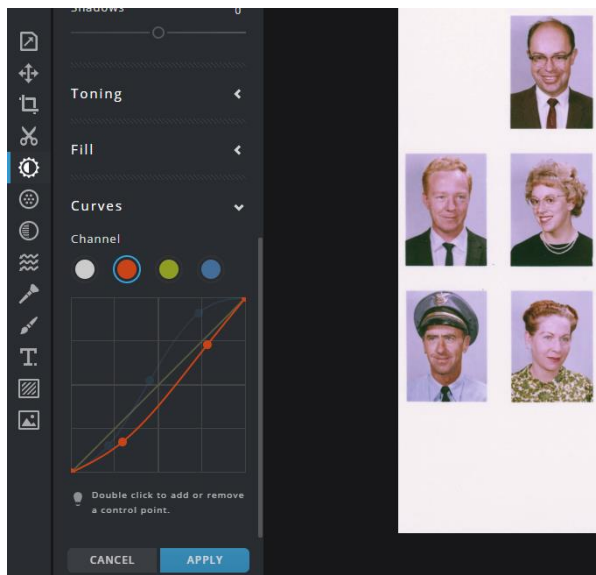 Shadows 0
Toning
Fill
Curves
Channel
T.
Double click to add or remove
a control point.
CANCEL APPLY